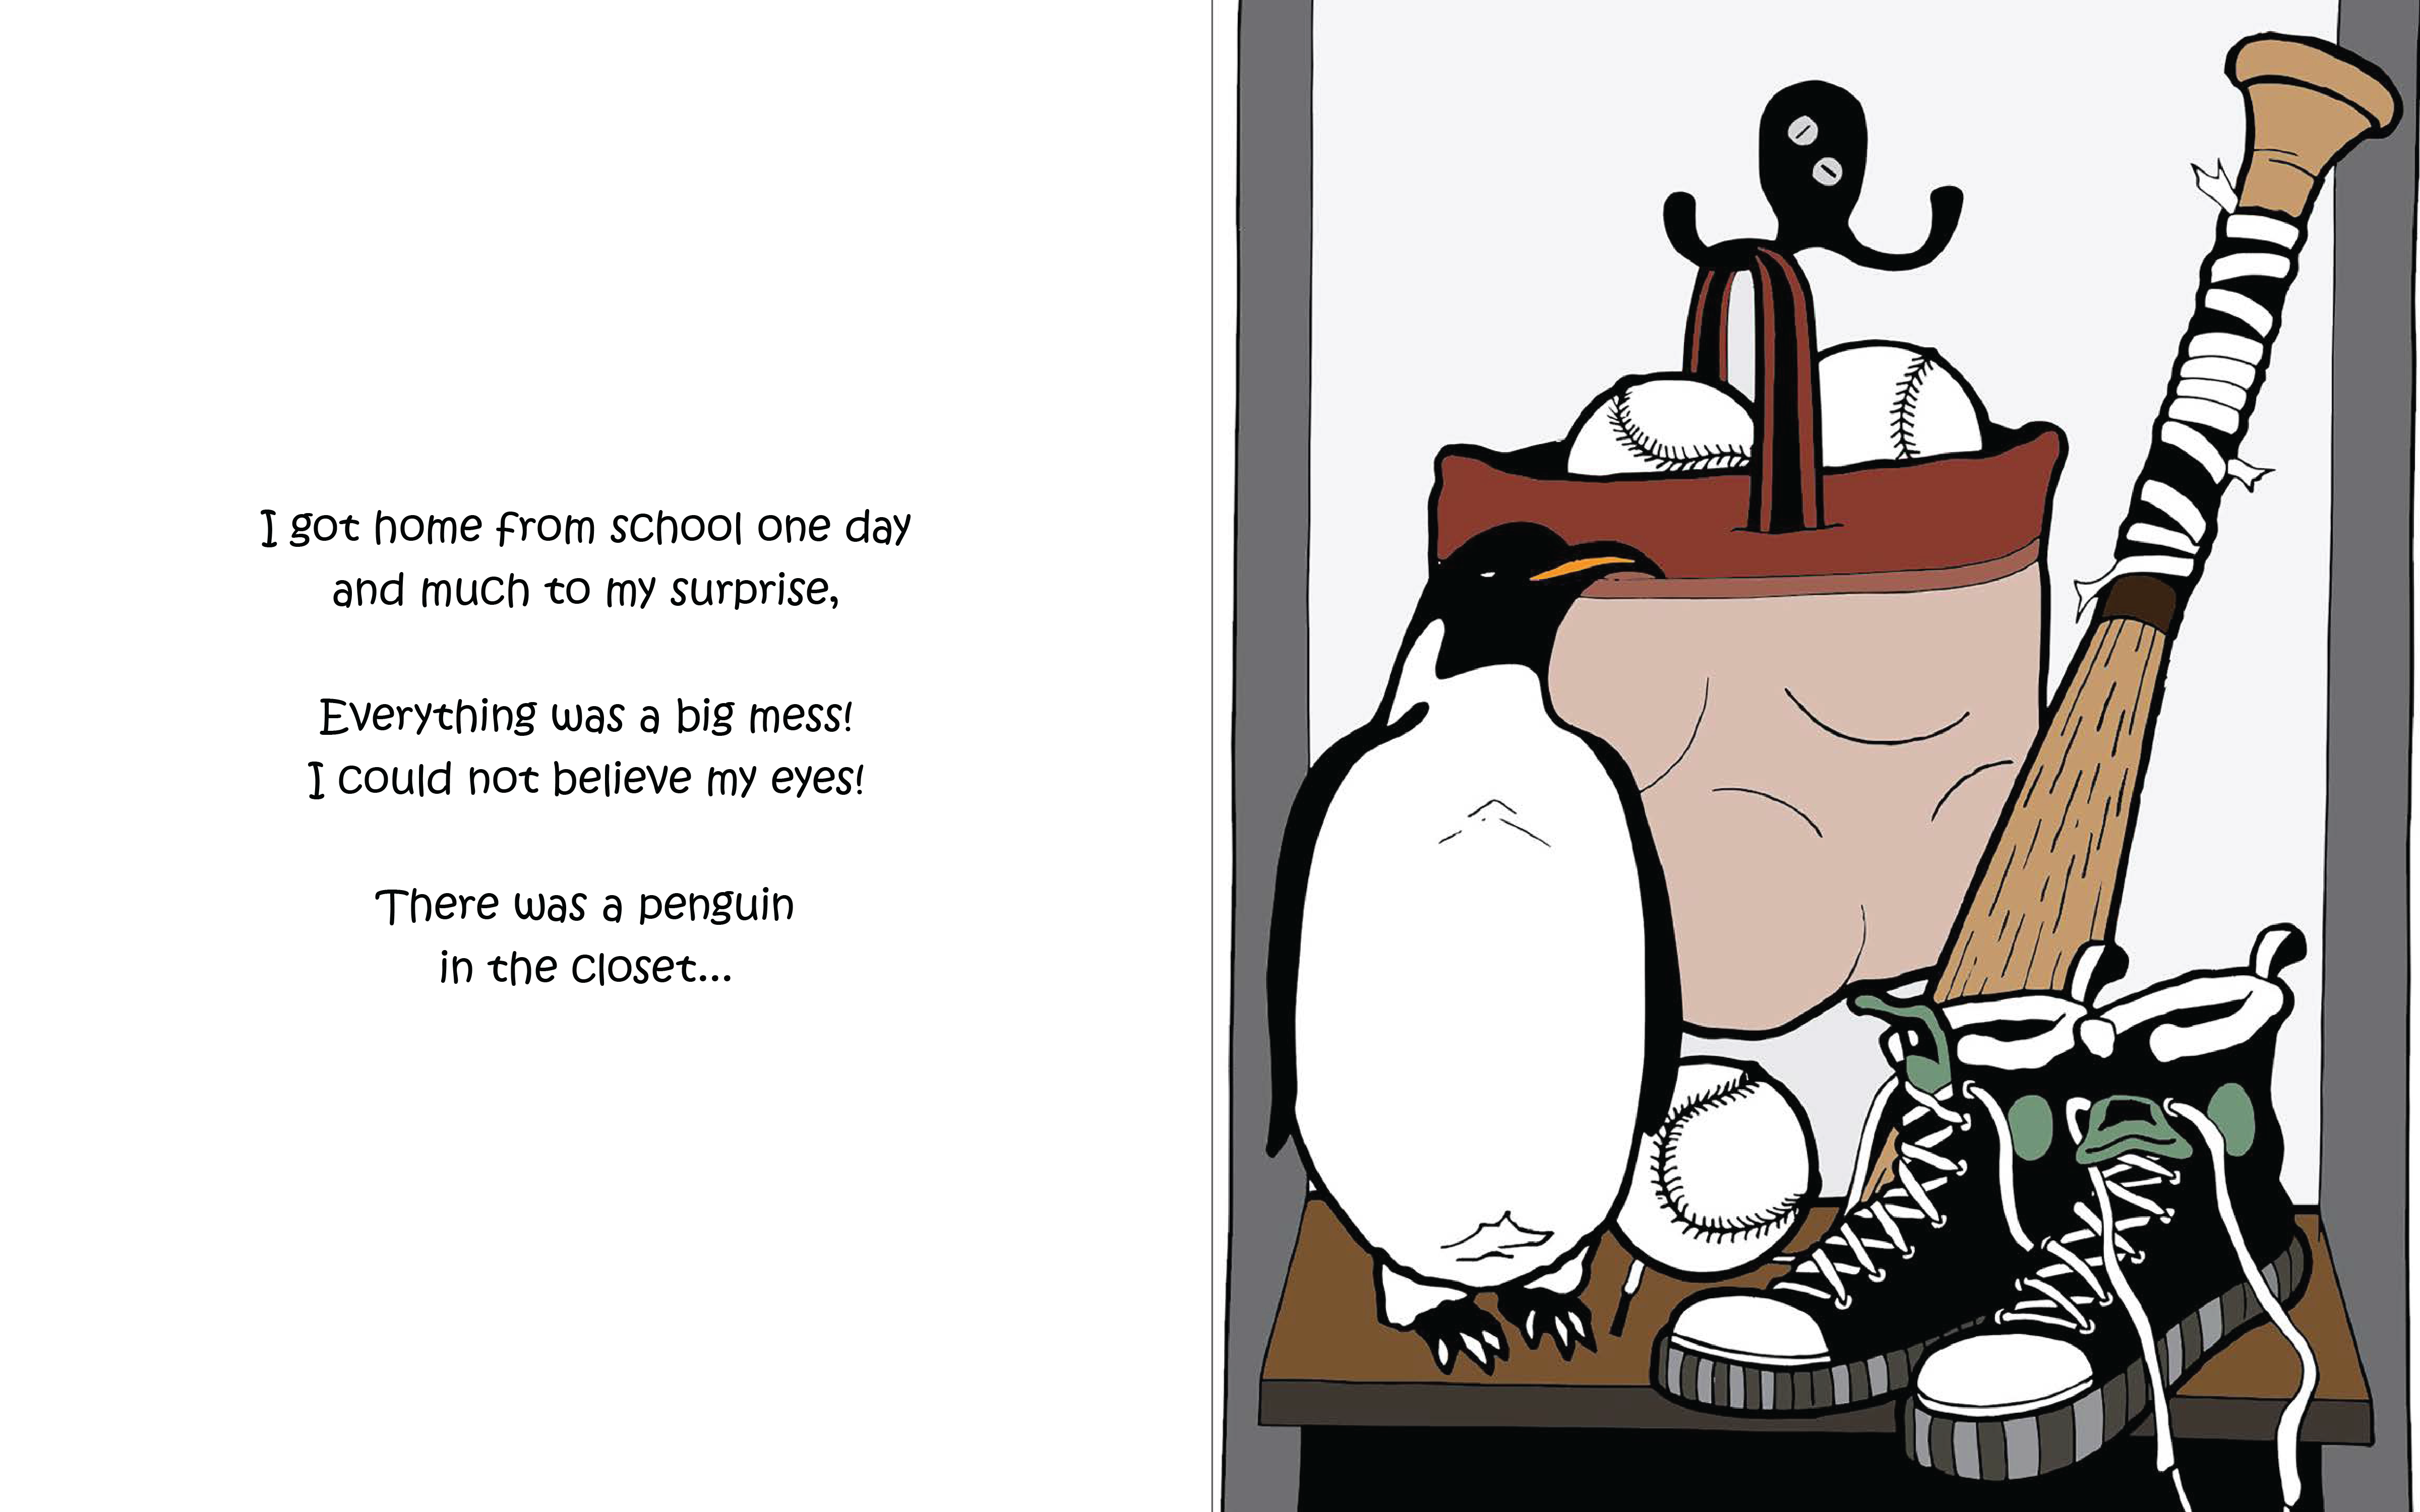 I got home from school one day
and much to my surprise,
Everything was a big mess!
I could not believe my eyes!
There was a penguin
in the closet...